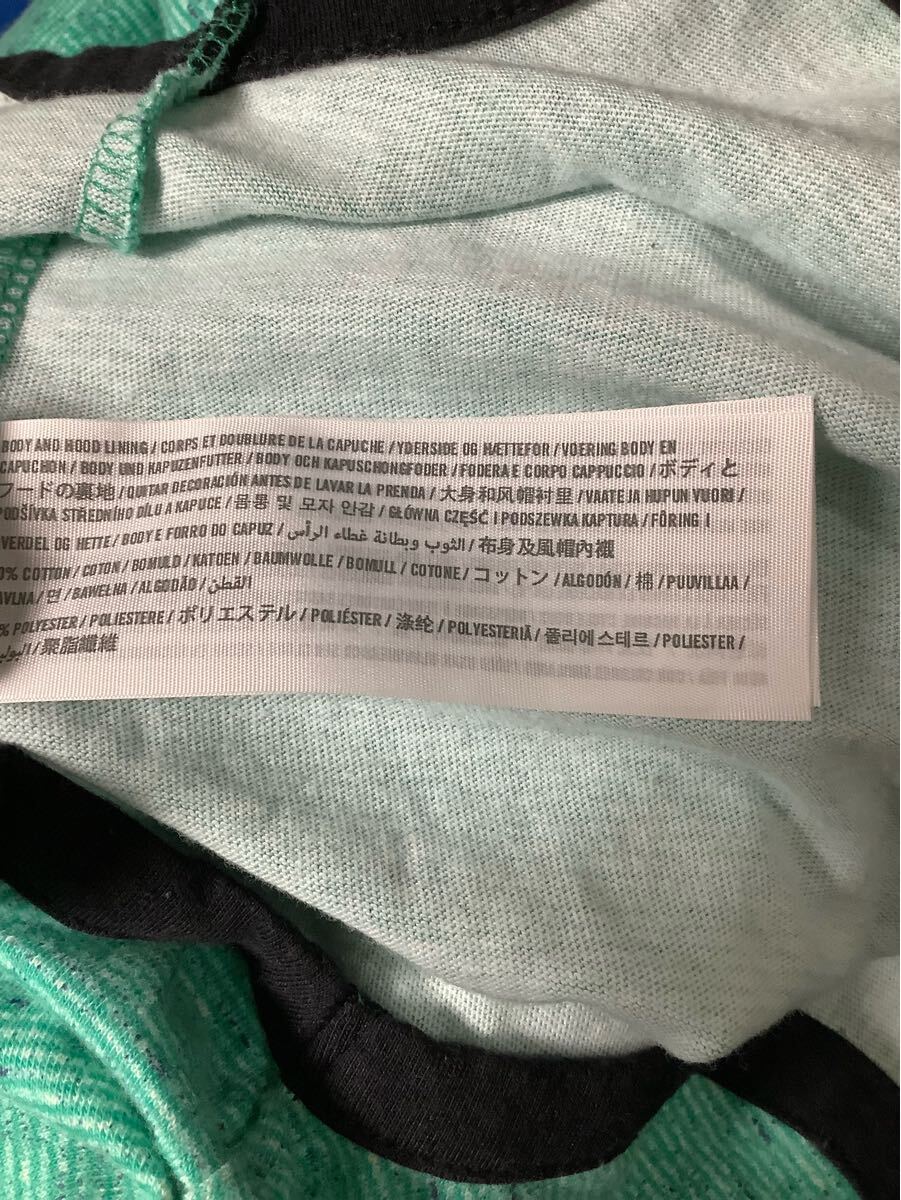 BODY AND HOOD LINING / CORPS ET DOUBLURE DE LA CAPUCHE / YDERSIDE OG HÆTTEFOR / VOERING BODY EN
CAPUCHON / BODY UND KAPUZENFUTTER / BODY OCH KAPUSCHONGFODER / FODERA E CORPO CAPPUCCIO / ボディと
フードの裏地 / QUITAR DECORACIÓN ANTES DE LAVAR LA PRENDA / 大身和风帽衬里 / VAATE JA HUPUN VUORI /
PODŠÍVKA STŘEDNÍHO DÍLU A KAPUCE / 몸통 및 모자 안감 / GŁÓWNA CZĘŚĆ I PODSZEWKA KAPTURA / FÔRING I
VERDEL OG HETTE / BODY E FORRO DO CAPUZ / الثوب وبطانة غطاء الرأس / 布身及風帽內襯
0% COTTON / COTON / BOMULD / KATOEN / BAUMWOLLE / BOMULL / COTONE / コットン / ALGODÓN / 棉 / PUUVILLAA /
AVLNA / 면 / BAWEŁNA / ALGODÃO / القطن
% POLYESTER / POLIESTERE / ポリエステル / POLIÉSTER / 涤纶 / POLYESTERIÄ / 폴리에스테르 / POLIESTER /
البولي / 聚脂纖維